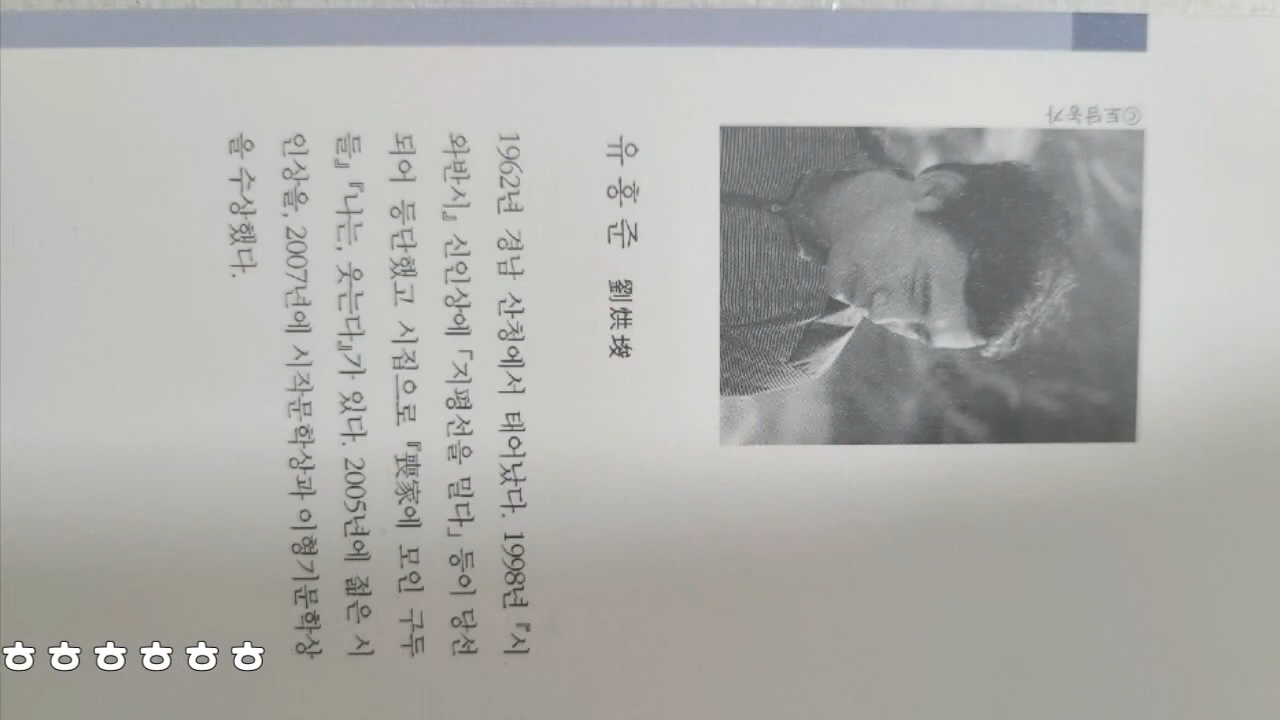 ©토담농가
유 홍 준 劉烘埈
1962년 경남 산청에서 태어났다. 1998년 『시
와반시』 신인상에 「지평선을 밀다」 등이 당선
되어 등단했고 시집으로 『喪家에 모인 구두
들』 『나는, 웃는다』가 있다. 2005년에 젊은 시
인상을, 2007년에 시작문학상과 이형기문학상
을 수상했다.
ㅎㅎㅎㅎㅎㅎ